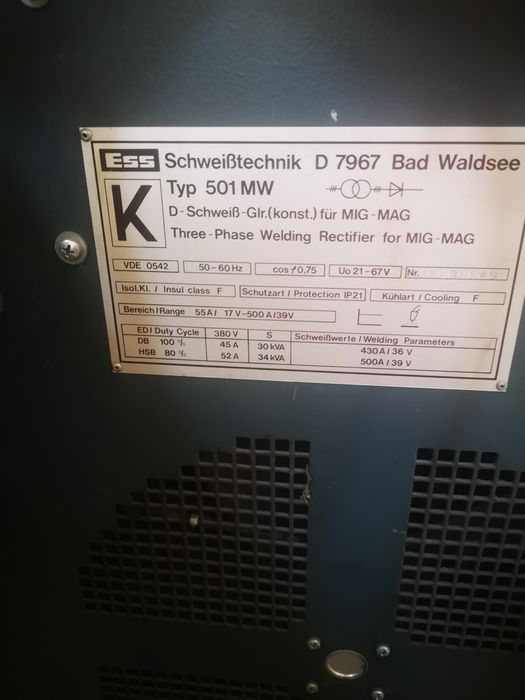 ESS Schweißtechnik D 7967 Bad Waldsee
K
Typ 501 MW
D-Schweiß-Glr.(konst.) für MIG-MAG
Three-Phase Welding Rectifier for MIG-MAG
VDE 0542 50-60 Hz cos φ 0,75 Uo 21-67 V Nr.
Isol.Kl. / Insul class F Schutzart / Protection IP21 Kühlart / Cooling F
Bereich / Range 55A / 17 V-500 A/39V
ED / Duty Cycle 380 V S Schweißwerte / Welding Parameters
DB 100 % 45 A 30 kVA 430 A / 36 V
HSB 80 % 52 A 34 kVA 500A / 39 V